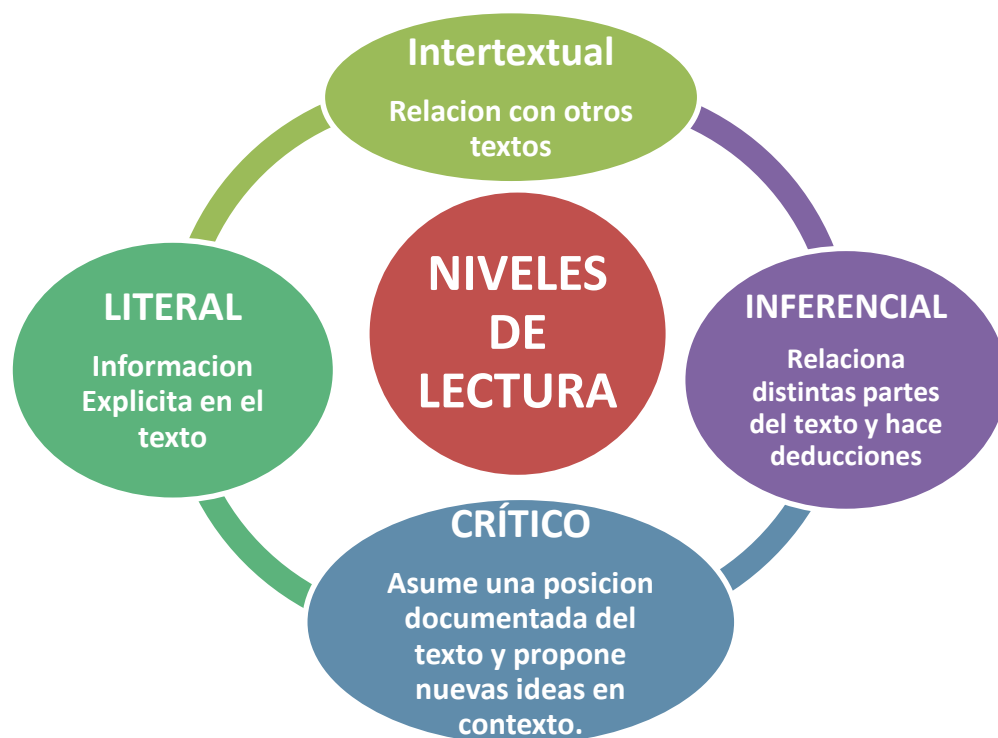 Intertextual
Relacion con otros
textos
NIVELES
DE
LECTURA
LITERAL
Informacion
Explicita en el
texto
INFERENCIAL
Relaciona
distintas partes
del texto y hace
deducciones
CRÍTICO
Asume una posicion
documentada del
texto y propone
nuevas ideas en
contexto.